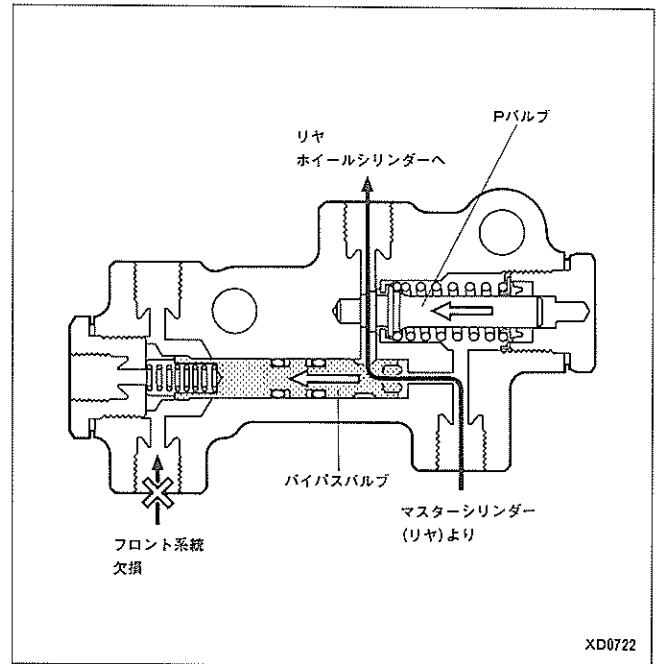 Pバルブ
リヤ
ホイールシリンダーへ
バイパスバルブ
マスターシリンダー
(リヤ)より
フロント系統
欠損
XD0722